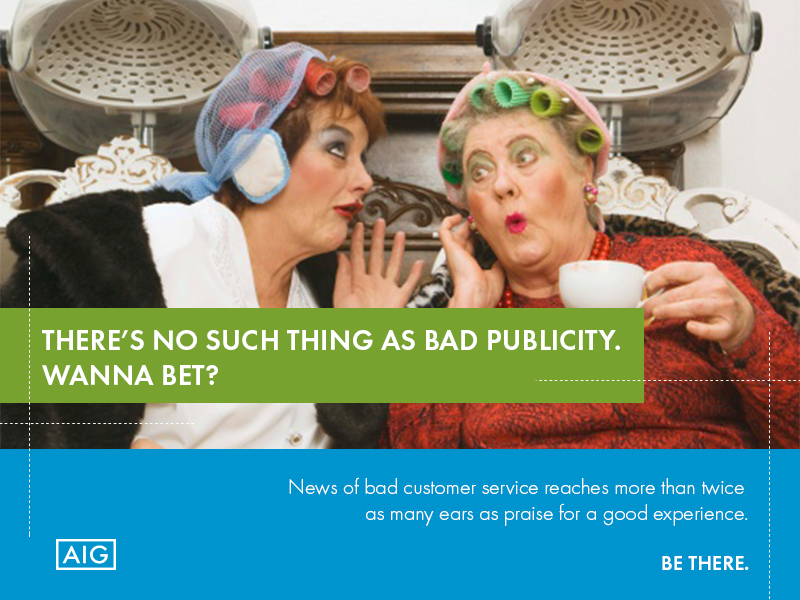 THERE'S NO SUCH THING AS BAD PUBLICITY.
WANNA BET?
News of bad customer service reaches more than twice
as many ears as praise for a good experience.
AIG
BE THERE.